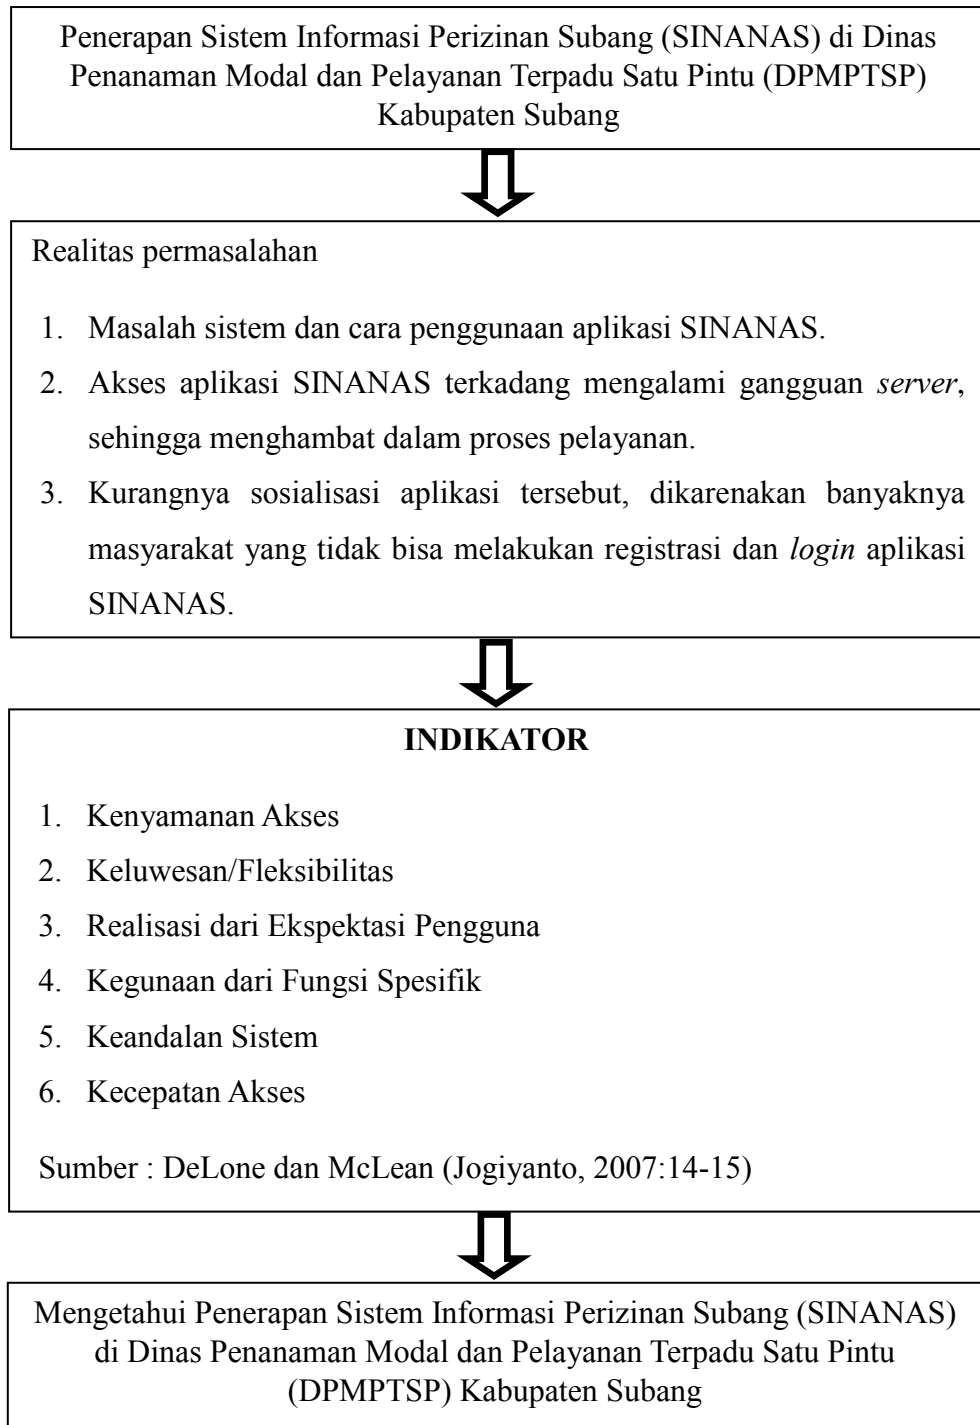 Penerapan Sistem Informasi Perizinan Subang (SINANAS) di Dinas
Penanaman Modal dan Pelayanan Terpadu Satu Pintu (DPMPTSP)
Kabupaten Subang
Realitas permasalahan
1. Masalah sistem dan cara penggunaan aplikasi SINANAS.
2. Akses aplikasi SINANAS terkadang mengalami gangguan server,
sehingga menghambat dalam proses pelayanan.
3. Kurangnya sosialisasi aplikasi tersebut, dikarenakan banyaknya
masyarakat yang tidak bisa melakukan registrasi dan login aplikasi
SINANAS.
INDIKATOR
1. Kenyamanan Akses
2. Keluwesan/Fleksibilitas
3. Realisasi dari Ekspektasi Pengguna
4. Kegunaan dari Fungsi Spesifik
5. Keandalan Sistem
6. Kecepatan Akses
Sumber : DeLone dan McLean (Jogiyanto, 2007:14-15)
Mengetahui Penerapan Sistem Informasi Perizinan Subang (SINANAS)
di Dinas Penanaman Modal dan Pelayanan Terpadu Satu Pintu
(DPMPTSP) Kabupaten Subang